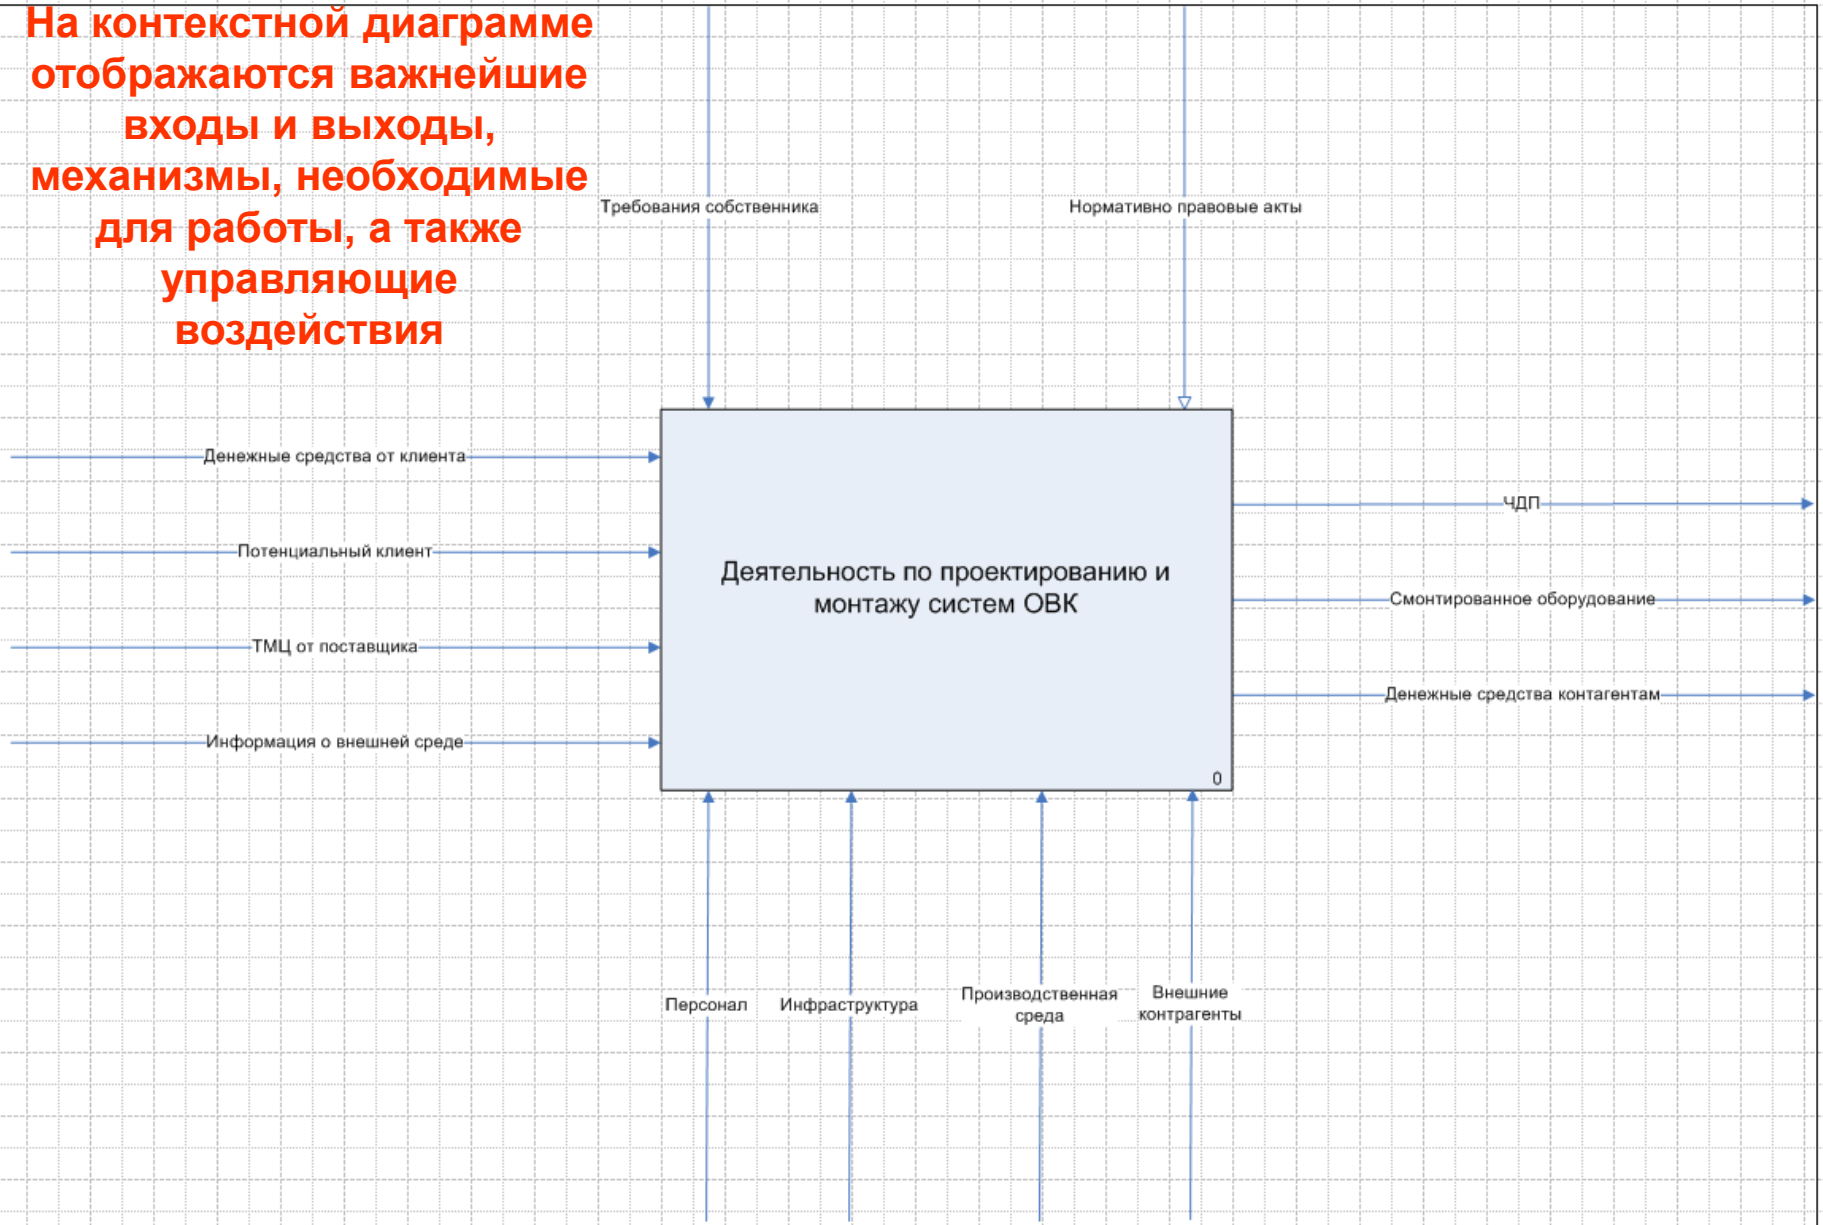 На контекстной диаграмме
отображаются важнейшие
входы и выходы,
механизмы, необходимые
для работы, а также
управляющие
воздействия
Требования собственника
Нормативно правовые акты
Денежные средства от клиента
Потенциальный клиент
ТМЦ от поставщика
Информация о внешней среде
Деятельность по проектированию и
монтажу систем ОВК
0
ЧДП
Смонтированное оборудование
Денежные средства контагентам
Персонал
Инфраструктура
Производственная
среда
Внешние
контрагенты